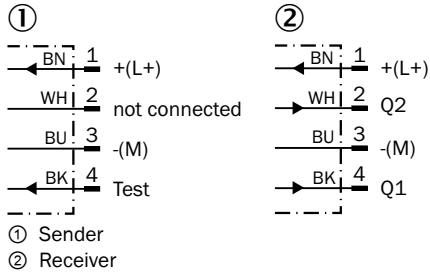 ① ②
BN 1 +(L+) BN 1 +(L+)
WH 2 not connected WH 2 Q2
BU 3 -(M) BU 3 -(M)
BK 4 Test BK 4 Q1
① Sender
② Receiver